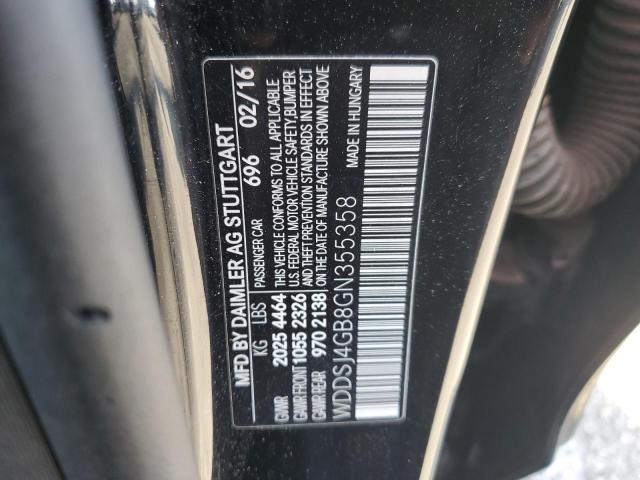 MFD BY DAIMLER AG STUTTGART
696 02/16
KG LBS PASSENGER CAR
GVWR 2025 4464 THIS VEHICLE CONFORMS TO ALL APPLICABLE
GAWR FRONT 1055 2326 U.S. FEDERAL MOTOR VEHICLE SAFETY,BUMPER
GAWR REAR 970 2138 AND THEFT PREVENTION STANDARDS IN EFFECT
ON THE DATE OF MANUFACTURE SHOWN ABOVE
WDDSJ4GB8GN355358 MADE IN HUNGARY